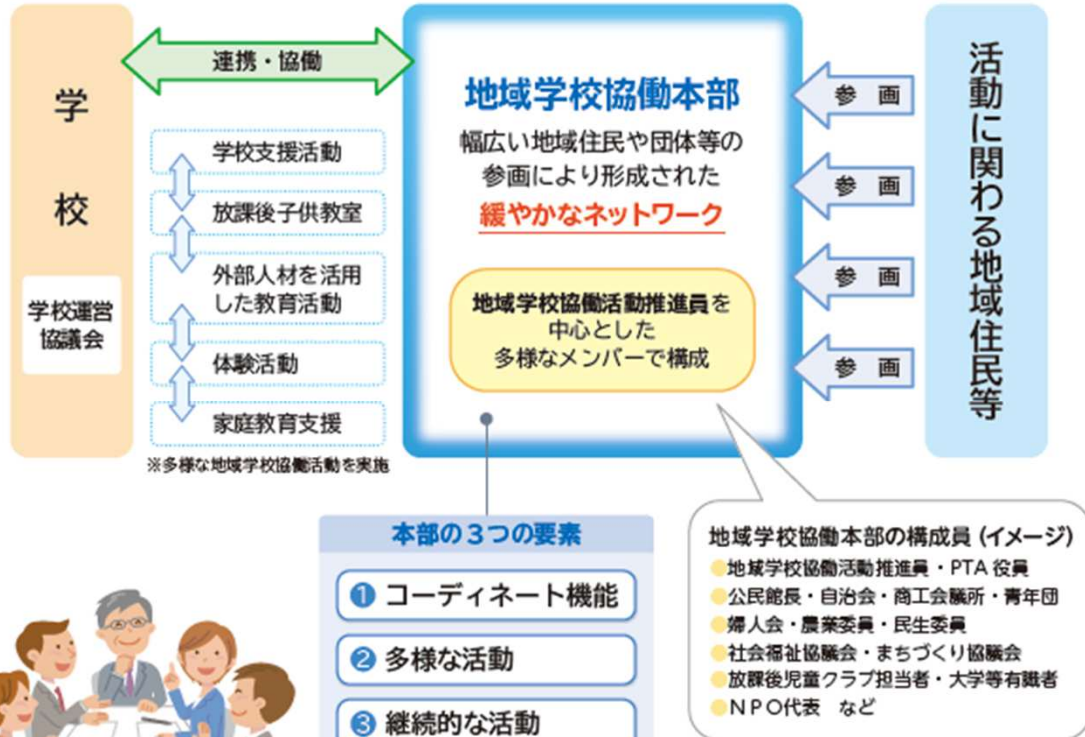 学校
学校運営
協議会
連携・協働
学校支援活動
放課後子供教室
外部人材を活用
した教育活動
体験活動
家庭教育支援
※多様な地域学校協働活動を実施
地域学校協働本部
幅広い地域住民や団体等の
参画により形成された
緩やかなネットワーク
地域学校協働活動推進員を
中心とした
多様なメンバーで構成
参画
参画
参画
参画
活動に関わる地域住民等
本部の3つの要素
❶ コーディネート機能
❷ 多様な活動
❸ 継続的な活動
地域学校協働本部の構成員(イメージ)
●地域学校協働活動推進員・PTA役員
●公民館長・自治会・商工会議所・青年団
●婦人会・農業委員・民生委員
●社会福祉協議会・まちづくり協議会
●放課後児童クラブ担当者・大学等有識者
●NPO代表 など